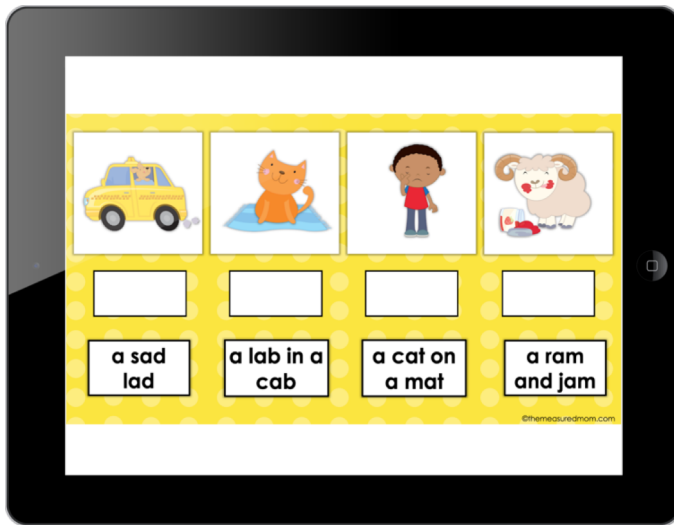 a sad
lad
a lab in a
cab
a cat on
a mat
a ram
and jam
©themeasuredmom.com